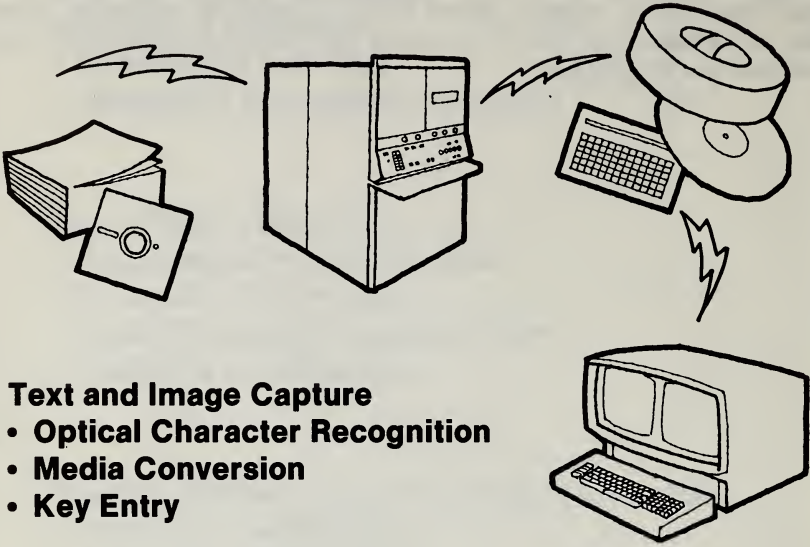 Text and Image Capture
• Optical Character Recognition
• Media Conversion
• Key Entry